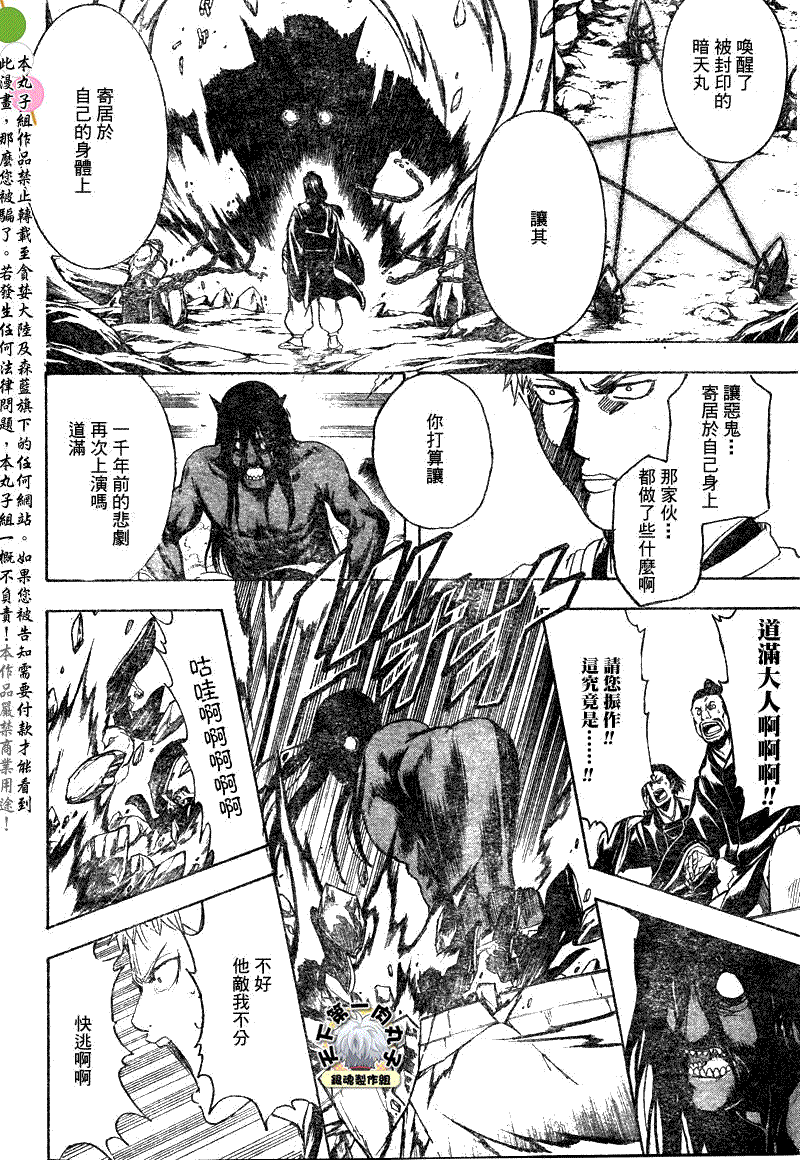 喚醒了
被封印的
暗天丸
讓其
寄居於
自己的身體上
讓惡鬼…
寄居於自己身上
那家伙…
都做了些什麼啊
你打算讓
一千年前的悲劇
再次上演嗎
道滿
道滿大人啊啊啊!!
請您振作!!
這究竟是……!!
咕哇啊啊啊啊啊
不好
他敵我不分
快逃啊啊
天下第一肉丸子
銀魂製作組
本丸子組作品禁止轉載至貪婪大陸及森藍旗下的任何網站。如果您被告知需要付款才能看到
此漫畫，那麼您被騙了。若發生任何法律問題，本丸子組一概不負責！本作品嚴禁商業用途！